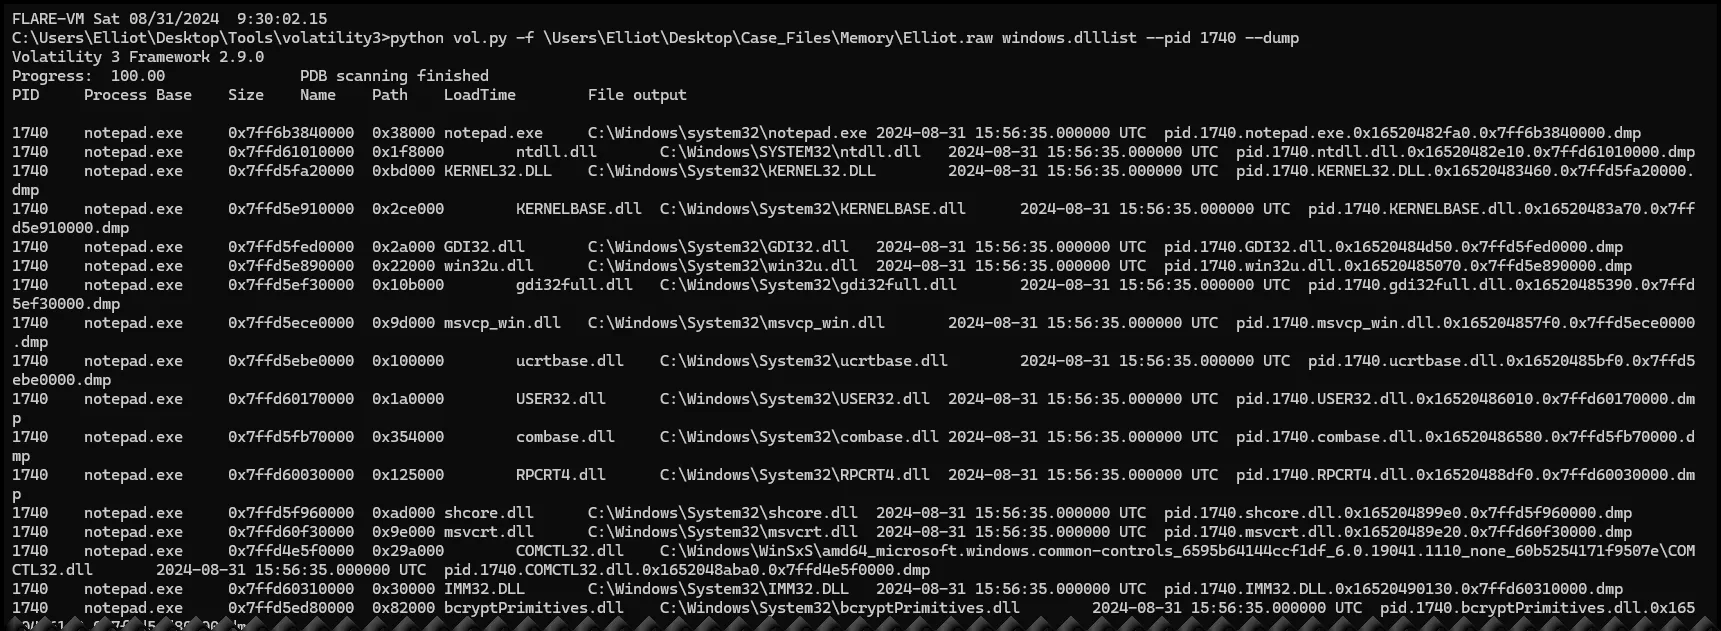 FLARE-VM Sat 08/31/2024  9:30:02.15
C:\Users\Elliot\Desktop\Tools\volatility3>python vol.py -f \Users\Elliot\Desktop\Case_Files\Memory\Elliot.raw windows.dlllist --pid 1740 --dump
Volatility 3 Framework 2.9.0
Progress:  100.00               PDB scanning finished
PID     Process Base    Size    Name    Path    LoadTime        File output

1740    notepad.exe     0x7ff6b3840000  0x38000 notepad.exe     C:\Windows\system32\notepad.exe 2024-08-31 15:56:35.000000 UTC  pid.1740.notepad.exe.0x16520482fa0.0x7ff6b3840000.dmp
1740    notepad.exe     0x7ffd61010000  0x1f8000        ntdll.dll       C:\Windows\SYSTEM32\ntdll.dll   2024-08-31 15:56:35.000000 UTC  pid.1740.ntdll.dll.0x16520482e10.0x7ffd61010000.dmp
1740    notepad.exe     0x7ffd5fa20000  0xbd000 KERNEL32.DLL    C:\Windows\System32\KERNEL32.DLL        2024-08-31 15:56:35.000000 UTC  pid.1740.KERNEL32.DLL.0x16520483460.0x7ffd5fa20000.
dmp
1740    notepad.exe     0x7ffd5e910000  0x2ce000        KERNELBASE.dll  C:\Windows\System32\KERNELBASE.dll      2024-08-31 15:56:35.000000 UTC  pid.1740.KERNELBASE.dll.0x16520483a70.0x7ff
d5e910000.dmp
1740    notepad.exe     0x7ffd5fed0000  0x2a000 GDI32.dll       C:\Windows\System32\GDI32.dll   2024-08-31 15:56:35.000000 UTC  pid.1740.GDI32.dll.0x16520484d50.0x7ffd5fed0000.dmp
1740    notepad.exe     0x7ffd5e890000  0x22000 win32u.dll      C:\Windows\System32\win32u.dll  2024-08-31 15:56:35.000000 UTC  pid.1740.win32u.dll.0x16520485070.0x7ffd5e890000.dmp
1740    notepad.exe     0x7ffd5ef30000  0x10b000        gdi32full.dll   C:\Windows\System32\gdi32full.dll       2024-08-31 15:56:35.000000 UTC  pid.1740.gdi32full.dll.0x16520485390.0x7ffd
5ef30000.dmp
1740    notepad.exe     0x7ffd5ece0000  0x9d000 msvcp_win.dll   C:\Windows\System32\msvcp_win.dll       2024-08-31 15:56:35.000000 UTC  pid.1740.msvcp_win.dll.0x165204857f0.0x7ffd5ece0000
.dmp
1740    notepad.exe     0x7ffd5ebe0000  0x100000        ucrtbase.dll    C:\Windows\System32\ucrtbase.dll        2024-08-31 15:56:35.000000 UTC  pid.1740.ucrtbase.dll.0x16520485bf0.0x7ffd5
ebe0000.dmp
1740    notepad.exe     0x7ffd60170000  0x1a0000        USER32.dll      C:\Windows\System32\USER32.dll  2024-08-31 15:56:35.000000 UTC  pid.1740.USER32.dll.0x16520486010.0x7ffd60170000.dm
p
1740    notepad.exe     0x7ffd5fb70000  0x354000        combase.dll     C:\Windows\System32\combase.dll 2024-08-31 15:56:35.000000 UTC  pid.1740.combase.dll.0x16520486580.0x7ffd5fb70000.d
mp
1740    notepad.exe     0x7ffd60030000  0x125000        RPCRT4.dll      C:\Windows\System32\RPCRT4.dll  2024-08-31 15:56:35.000000 UTC  pid.1740.RPCRT4.dll.0x16520488df0.0x7ffd60030000.dm
p
1740    notepad.exe     0x7ffd5f960000  0xad000 shcore.dll      C:\Windows\System32\shcore.dll  2024-08-31 15:56:35.000000 UTC  pid.1740.shcore.dll.0x165204899e0.0x7ffd5f960000.dmp
1740    notepad.exe     0x7ffd60f30000  0x9e000 msvcrt.dll      C:\Windows\System32\msvcrt.dll  2024-08-31 15:56:35.000000 UTC  pid.1740.msvcrt.dll.0x16520489e20.0x7ffd60f30000.dmp
1740    notepad.exe     0x7ffd4e5f0000  0x29a000        COMCTL32.dll    C:\Windows\WinSxS\amd64_microsoft.windows.common-controls_6595b64144ccf1df_6.0.19041.1110_none_60b5254171f9507e\COM
CTL32.dll       2024-08-31 15:56:35.000000 UTC  pid.1740.COMCTL32.dll.0x1652048aba0.0x7ffd4e5f0000.dmp
1740    notepad.exe     0x7ffd60310000  0x30000 IMM32.DLL       C:\Windows\System32\IMM32.DLL   2024-08-31 15:56:35.000000 UTC  pid.1740.IMM32.DLL.0x16520490130.0x7ffd60310000.dmp
1740    notepad.exe     0x7ffd5ed80000  0x82000 bcryptPrimitives.dll    C:\Windows\System32\bcryptPrimitives.dll        2024-08-31 15:56:35.000000 UTC  pid.1740.bcryptPrimitives.dll.0x165